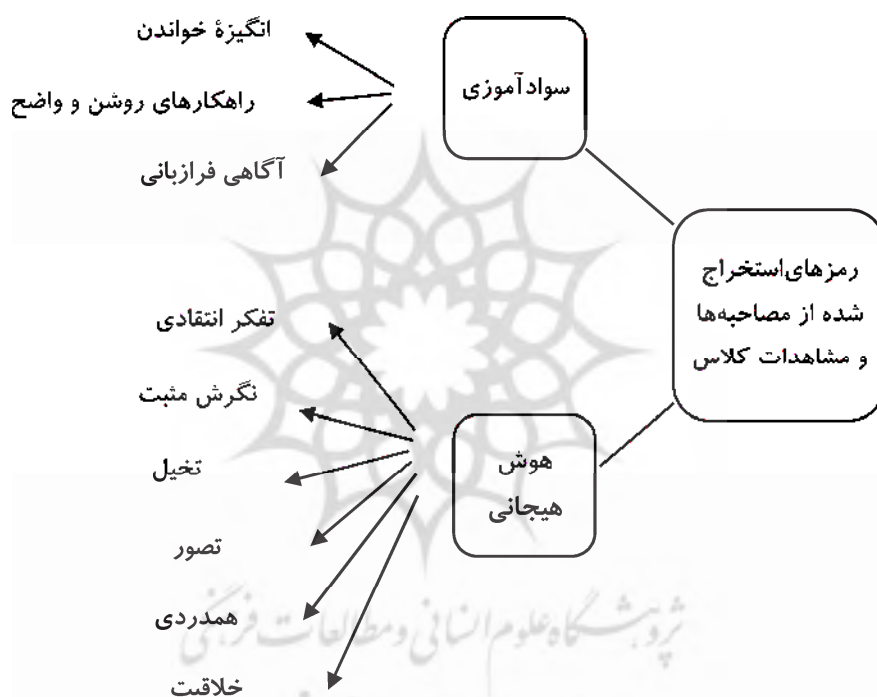 رمزهای استخراج
شده از مصاحبه‌ها
و مشاهدات کلاس
سوادآموزی
انگیزهٔ خواندن
راهکارهای روشن و واضح
آگاهی فرازبانی
هوش
هیجانی
تفکر انتقادی
نگرش مثبت
تخیل
تصور
همدردی
خلاقیت
پژوهشگاه علوم انسانی و مطالعات فرهنگی